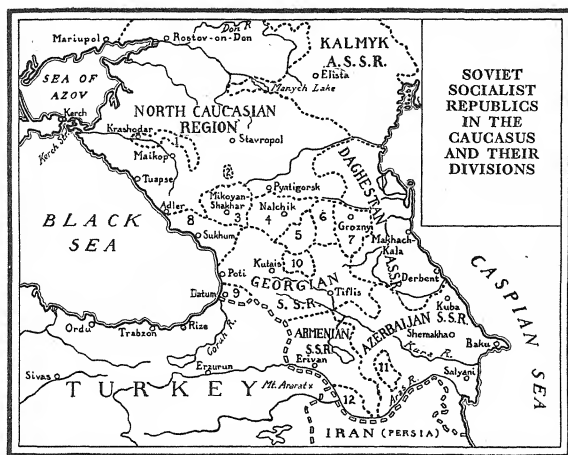 SOVIET
SOCIALIST
REPUBLICS
IN THE
CAUCASUS
AND THEIR
DIVISIONS
Mariupol
Rostov-on-Don
Don R.
KALMYK
A.S.S.R.
Elista
SEA OF
AZOV
Manych Lake
Kerch
Kerch Str.
NORTH CAUCASIAN
REGION
Krashodar
1
Stavropol
Maikop
Tuapse
2
DAGHESTAN
A.S.S.R.
Mikoyan-
Shakhar
Pyatigorsk
Adler
8
3
4
Nalchik
6
Grozny
7
5
Makhach-
Kala
BLACK
SEA
Sukhum
10
Kutais
Derbent
CASPIAN SEA
Poti
GEORGIAN
S.S.R.
Tiflis
Batum
9
Kuba
AZERBAIJAN S.S.R.
Ordu
Trabzon
Rize
Coruh R.
ARMENIAN
S.S.R.
Shemakha
Baku
Kura R.
Erzurun
Erivan
11
Salyani
Sivas
TURKEY
Mt. Ararat x
Aras R.
12
IRAN (PERSIA)